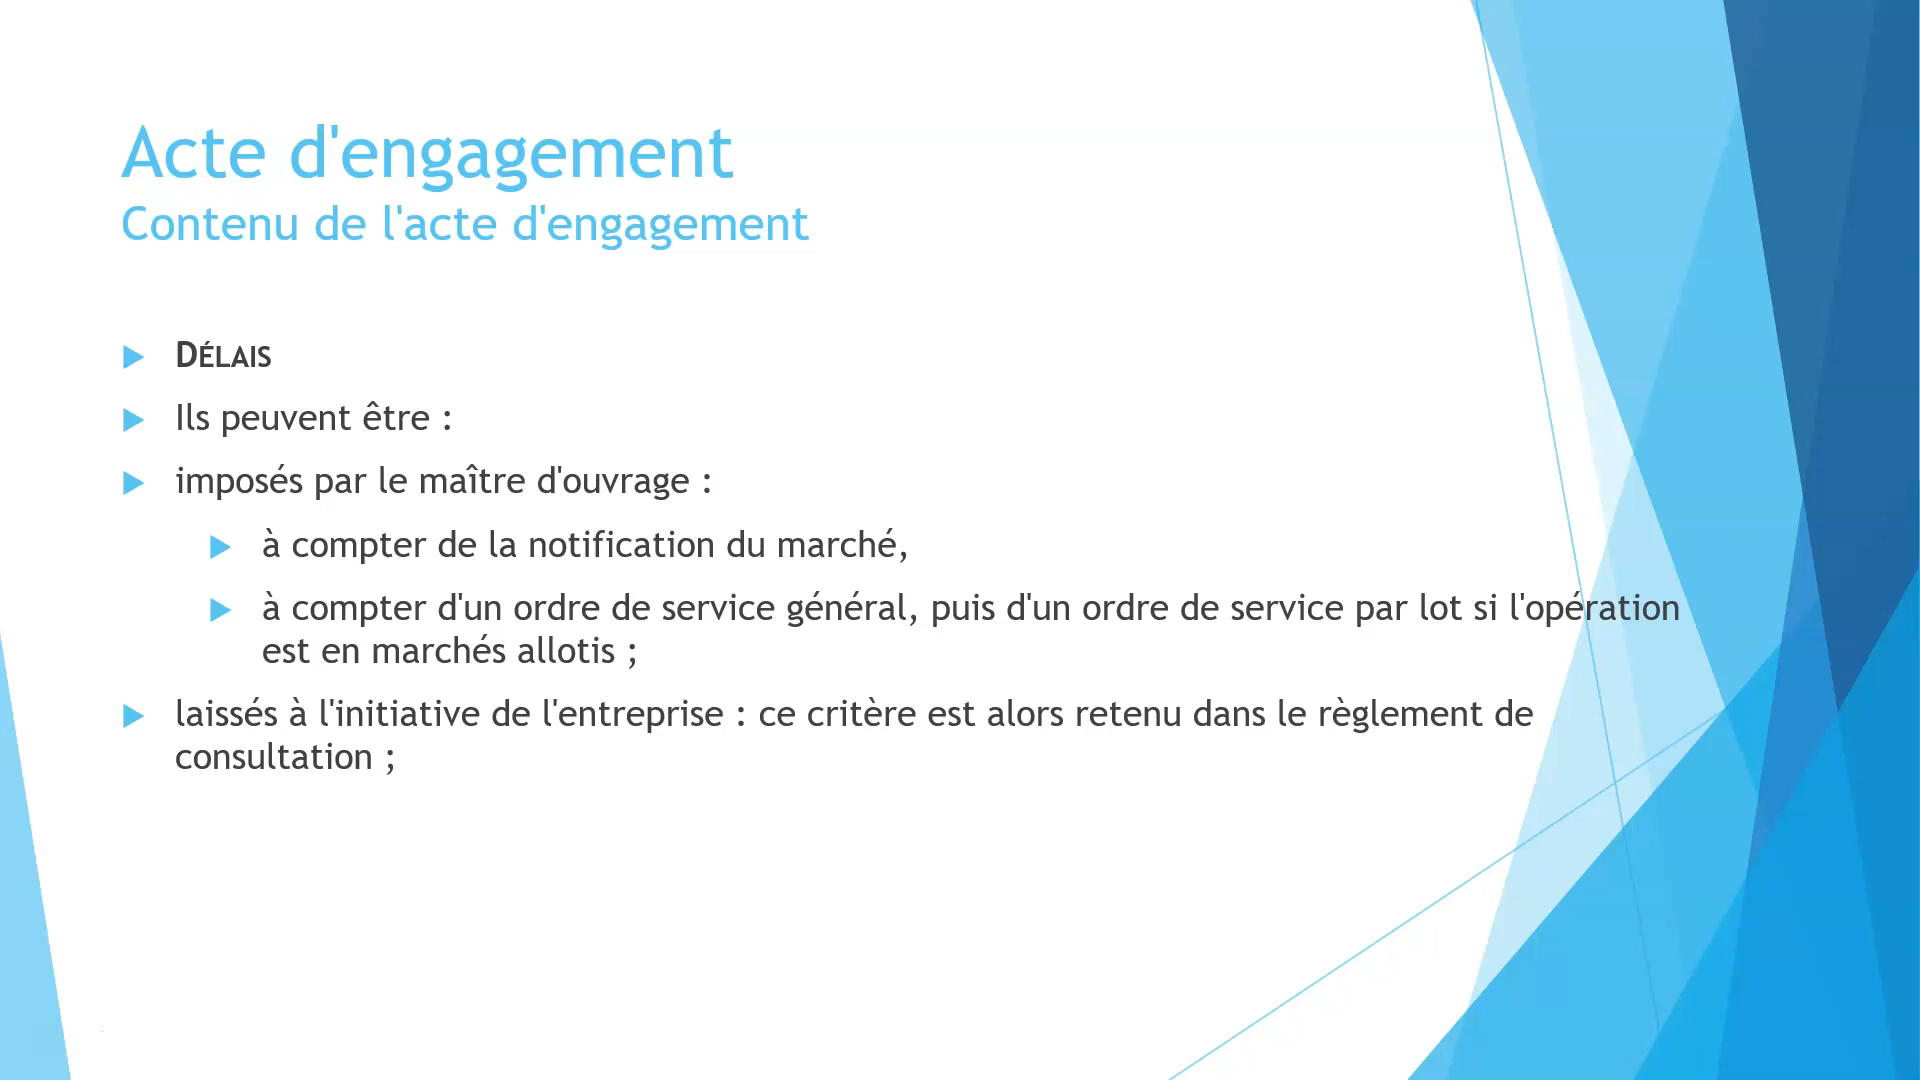 Acte d'engagement
Contenu de l'acte d'engagement
DÉLAIS
Ils peuvent être :
imposés par le maître d'ouvrage :
à compter de la notification du marché,
à compter d'un ordre de service général, puis d'un ordre de service par lot si l'opération
est en marchés allotis ;
laissés à l'initiative de l'entreprise : ce critère est alors retenu dans le règlement de
consultation ;